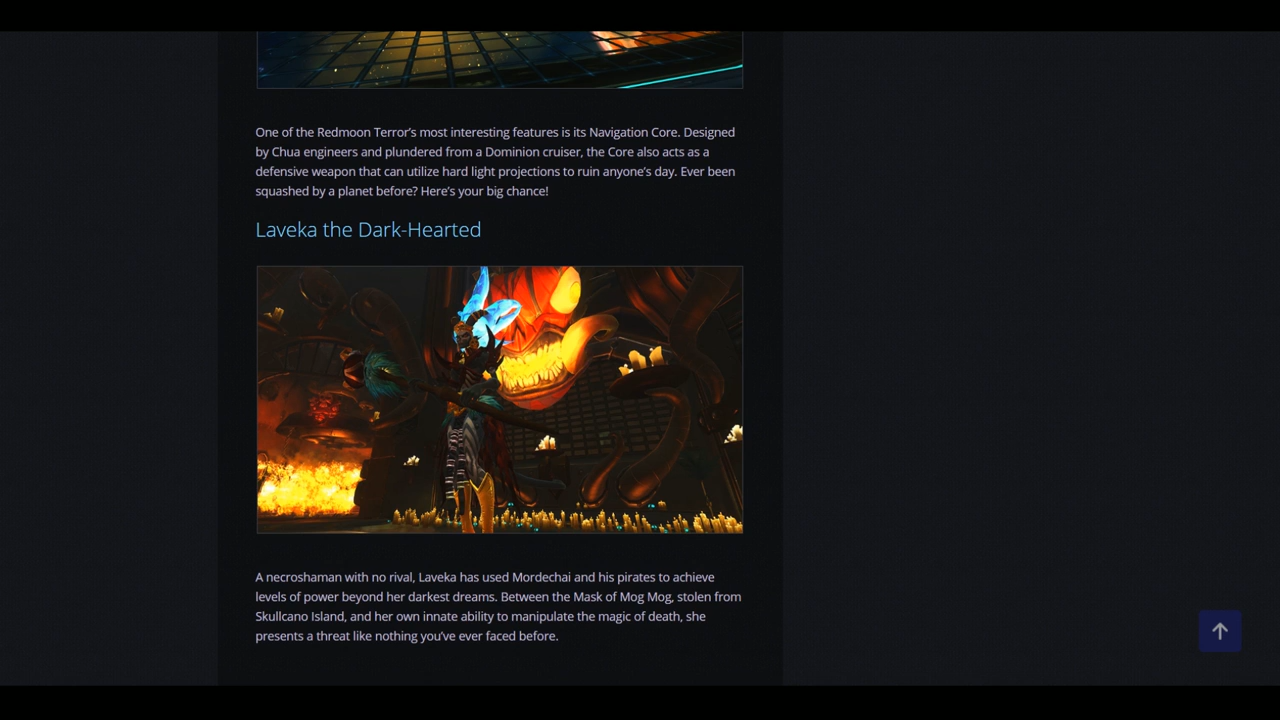 One of the Redmoon Terror’s most interesting features is its Navigation Core. Designed
by Chua engineers and plundered from a Dominion cruiser, the Core also acts as a
defensive weapon that can utilize hard light projections to ruin anyone’s day. Ever been
squashed by a planet before? Here’s your big chance!
Laveka the Dark-Hearted
A necroshaman with no rival, Laveka has used Mordechai and his pirates to achieve
levels of power beyond her darkest dreams. Between the Mask of Mog Mog, stolen from
Skullcano Island, and her own innate ability to manipulate the magic of death, she
presents a threat like nothing you’ve ever faced before.